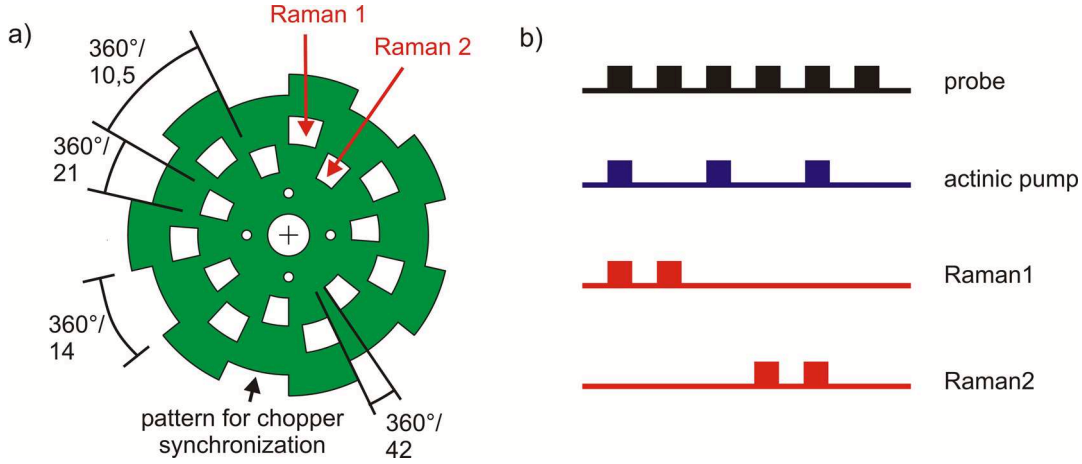 a)
Raman 1
Raman 2
360°/
10,5
360°/
21
360°/
14
pattern for chopper
synchronization
360°/
42
b)
probe
actinic pump
Raman1
Raman2